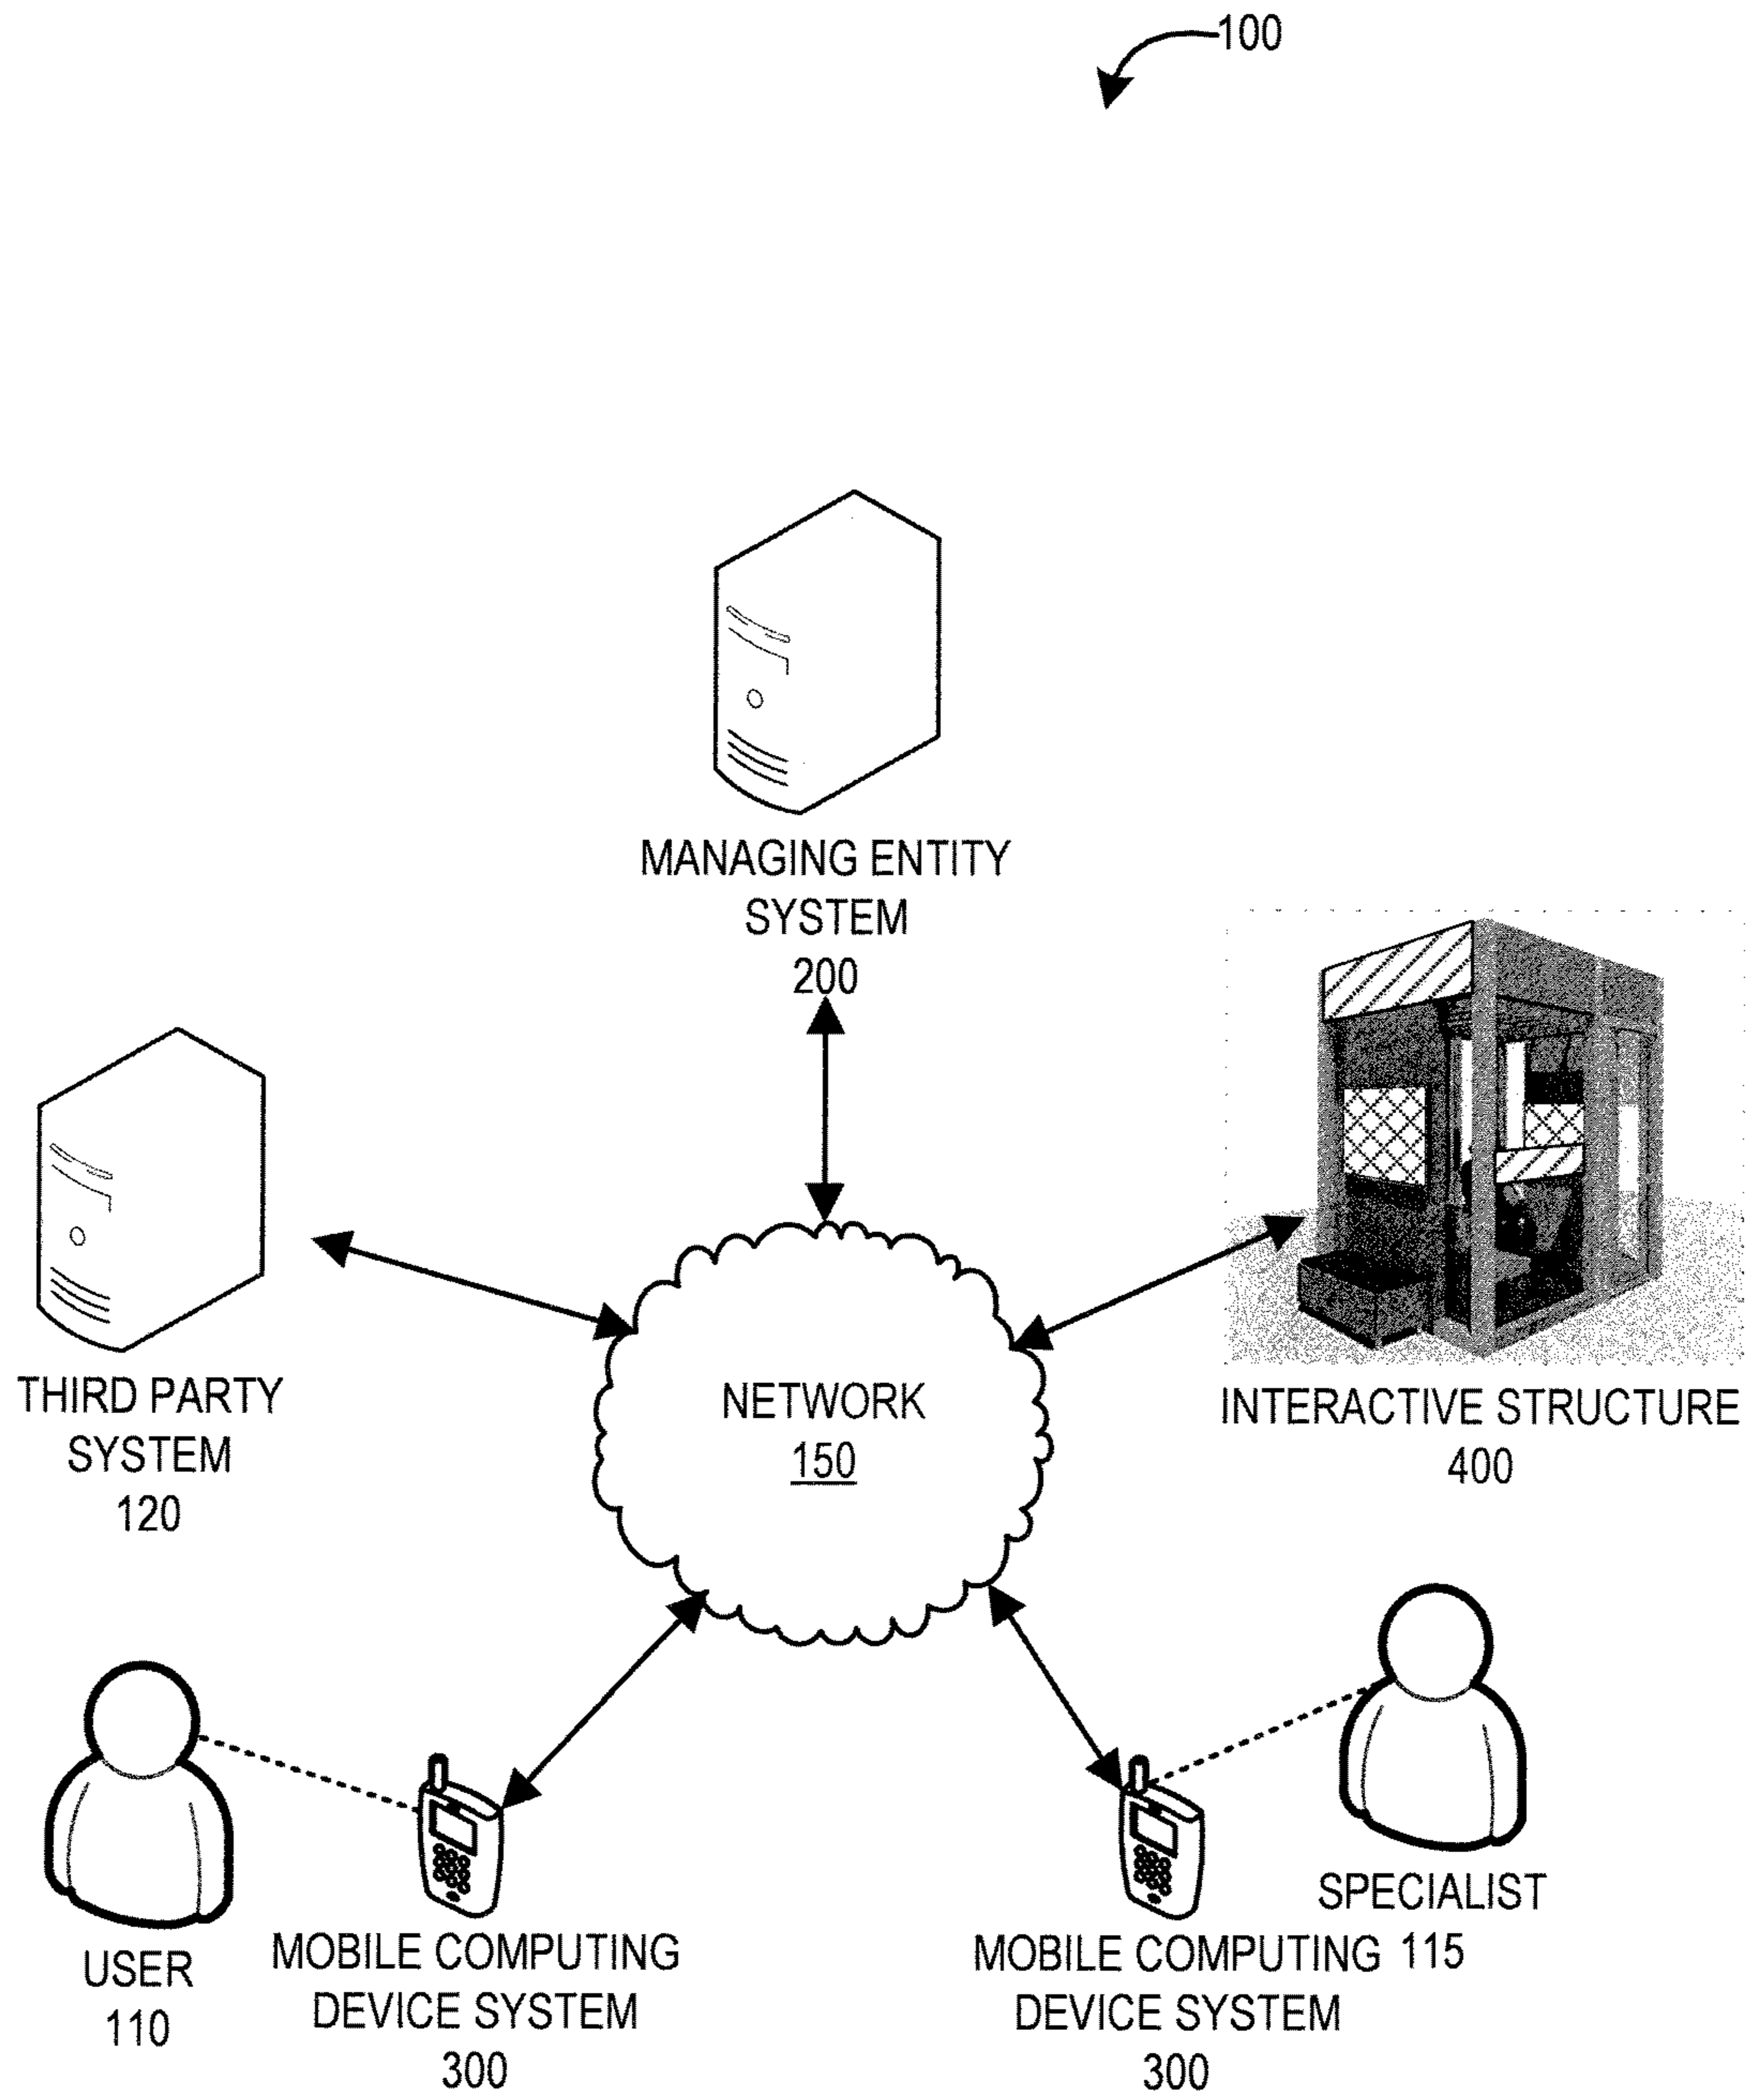 100
MANAGING ENTITY
SYSTEM
200
THIRD PARTY
SYSTEM
120
NETWORK
150
INTERACTIVE STRUCTURE
400
USER
110
MOBILE COMPUTING
DEVICE SYSTEM
300
MOBILE COMPUTING
DEVICE SYSTEM
300
SPECIALIST
115